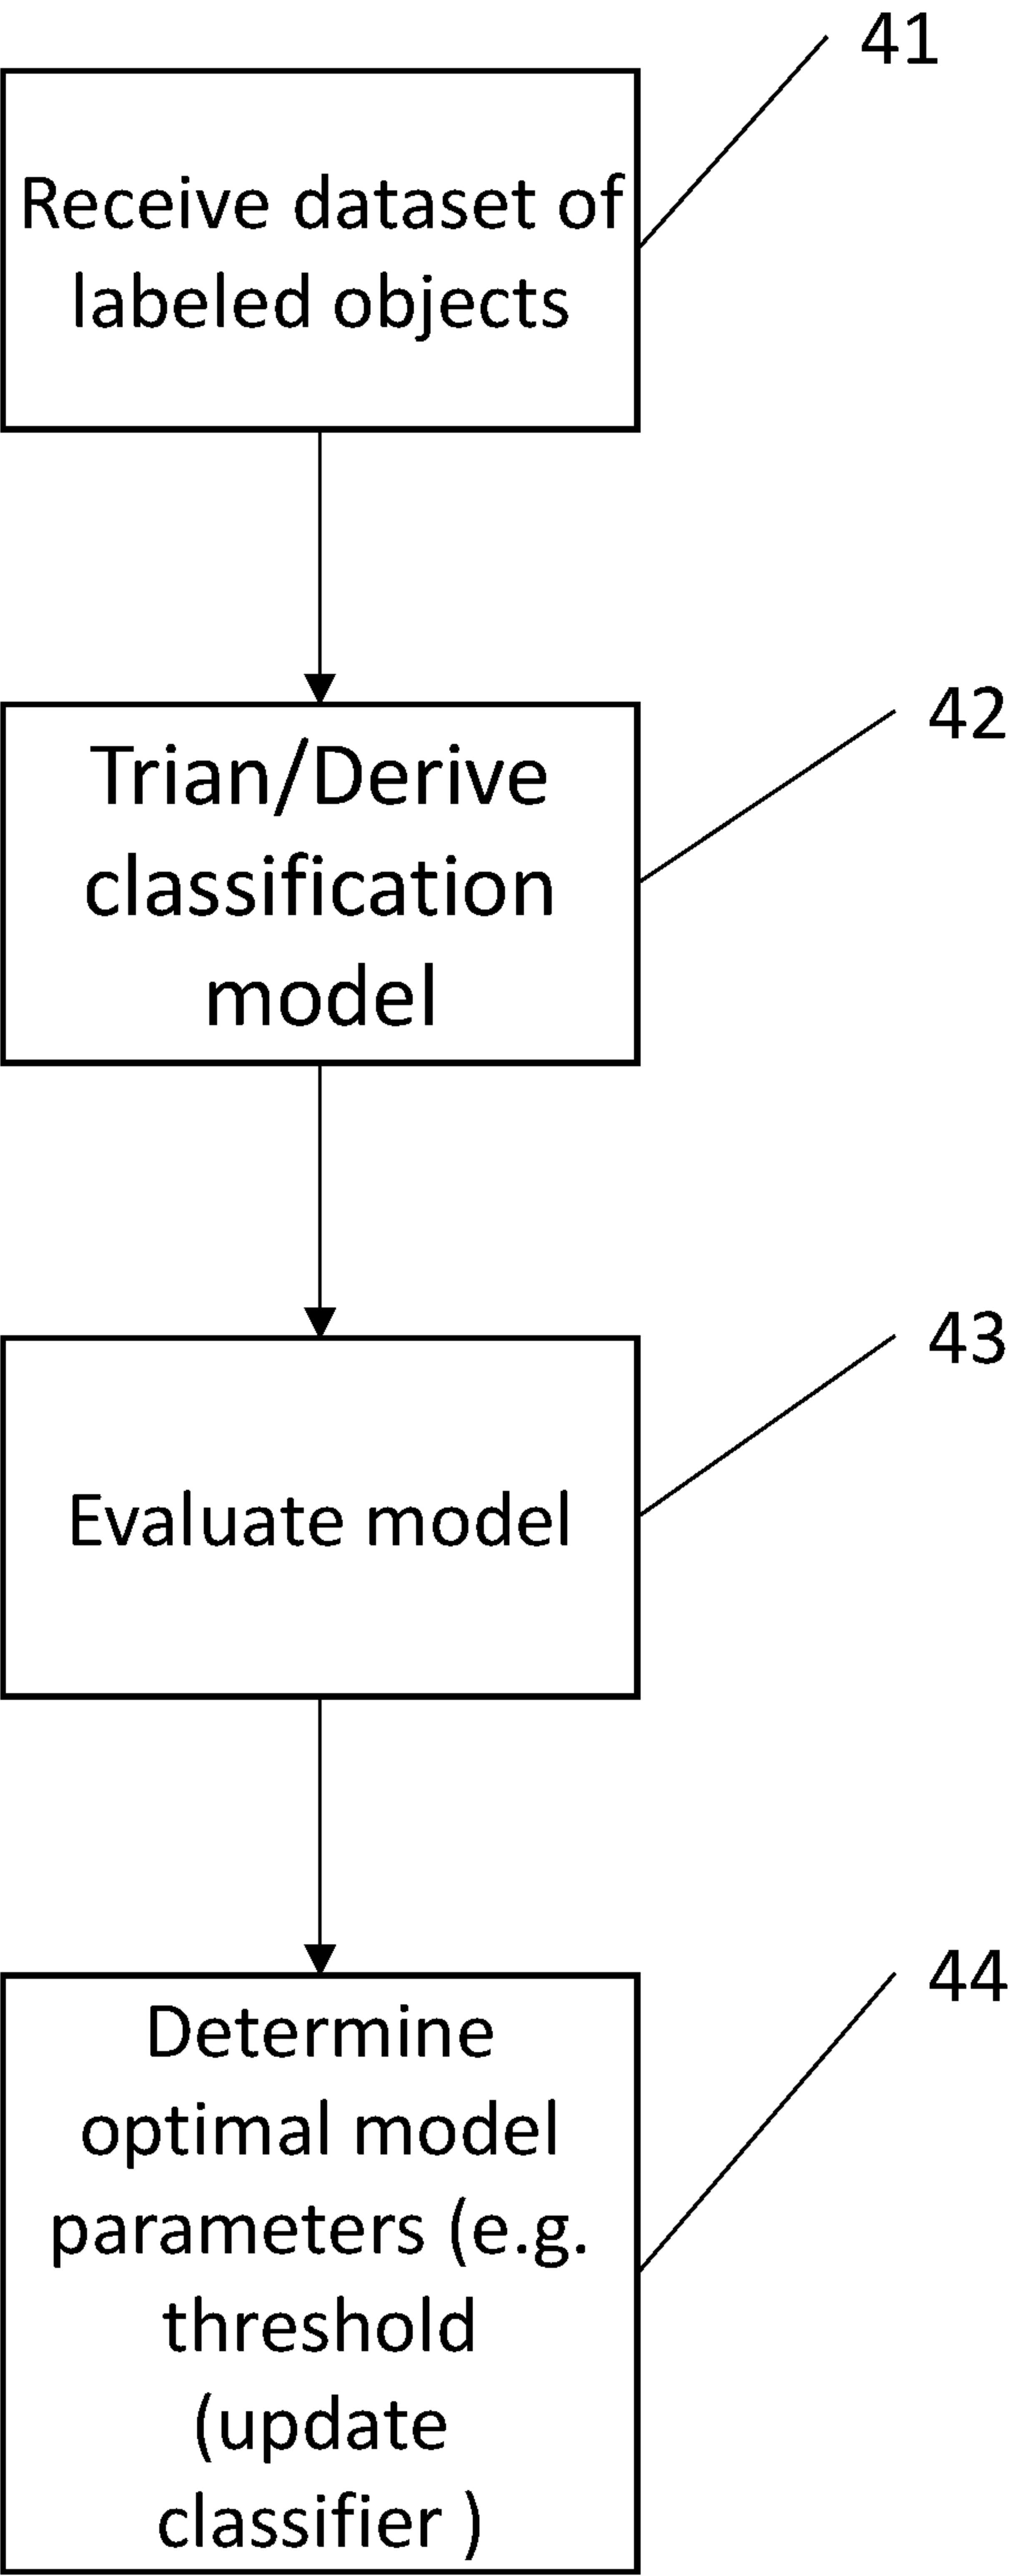 41
Receive dataset of
labeled objects
42
Trian/Derive
classification
model
43
Evaluate model
44
Determine
optimal model
parameters (e.g.
threshold
(update
classifier )